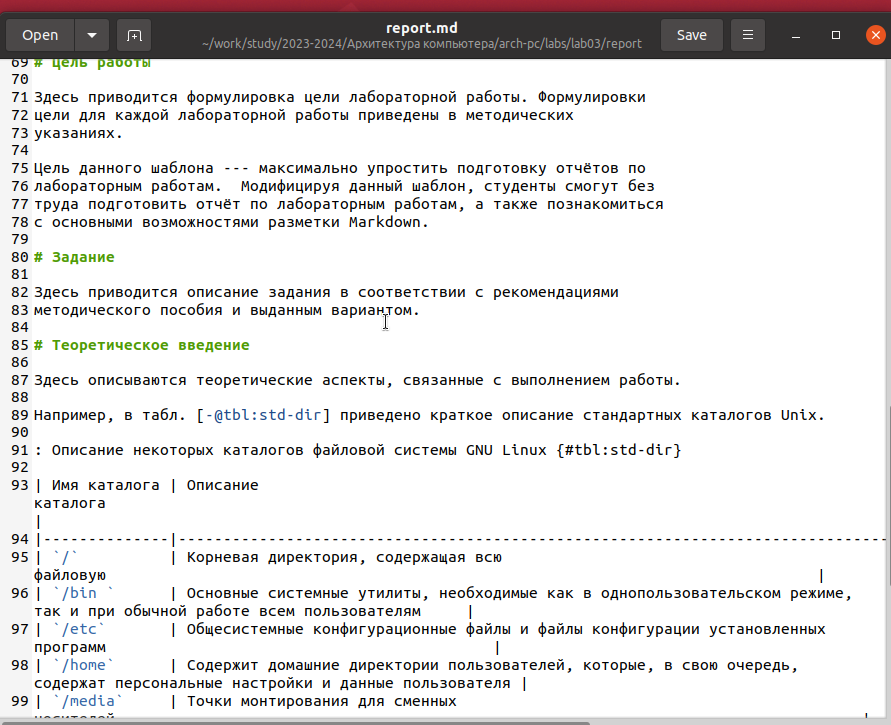 Open
report.md
~/work/study/2023-2024/Архитектура компьютера/arch-pc/labs/lab03/report
Save
69 # Цель работы
70
71 Здесь приводится формулировка цели лабораторной работы. Формулировки
72 цели для каждой лабораторной работы приведены в методических
73 указаниях.
74
75 Цель данного шаблона --- максимально упростить подготовку отчётов по
76 лабораторным работам.  Модифицируя данный шаблон, студенты смогут без
77 труда подготовить отчёт по лабораторным работам, а также познакомиться
78 с основными возможностями разметки Markdown.
79
80 # Задание
81
82 Здесь приводится описание задания в соответствии с рекомендациями
83 методического пособия и выданным вариантом.
84
85 # Теоретическое введение
86
87 Здесь описываются теоретические аспекты, связанные с выполнением работы.
88
89 Например, в табл. [-@tbl:std-dir] приведено краткое описание стандартных каталогов Unix.
90
91 : Описание некоторых каталогов файловой системы GNU Linux {#tbl:std-dir}
92
93 | Имя каталога | Описание
каталога
|
94 |--------------|-------------------------------------------------------------------------------
95 | `/`          | Корневая директория, содержащая всю
файловую |
96 | `/bin `      | Основные системные утилиты, необходимые как в однопользовательском режиме,
так и при обычной работе всем пользователям     |
97 | `/etc`       | Общесистемные конфигурационные файлы и файлы конфигурации установленных
программ |
98 | `/home`      | Содержит домашние директории пользователей, которые, в свою очередь,
содержат персональные настройки и данные пользователя |
99 | `/media`     | Точки монтирования для сменных
носителей |